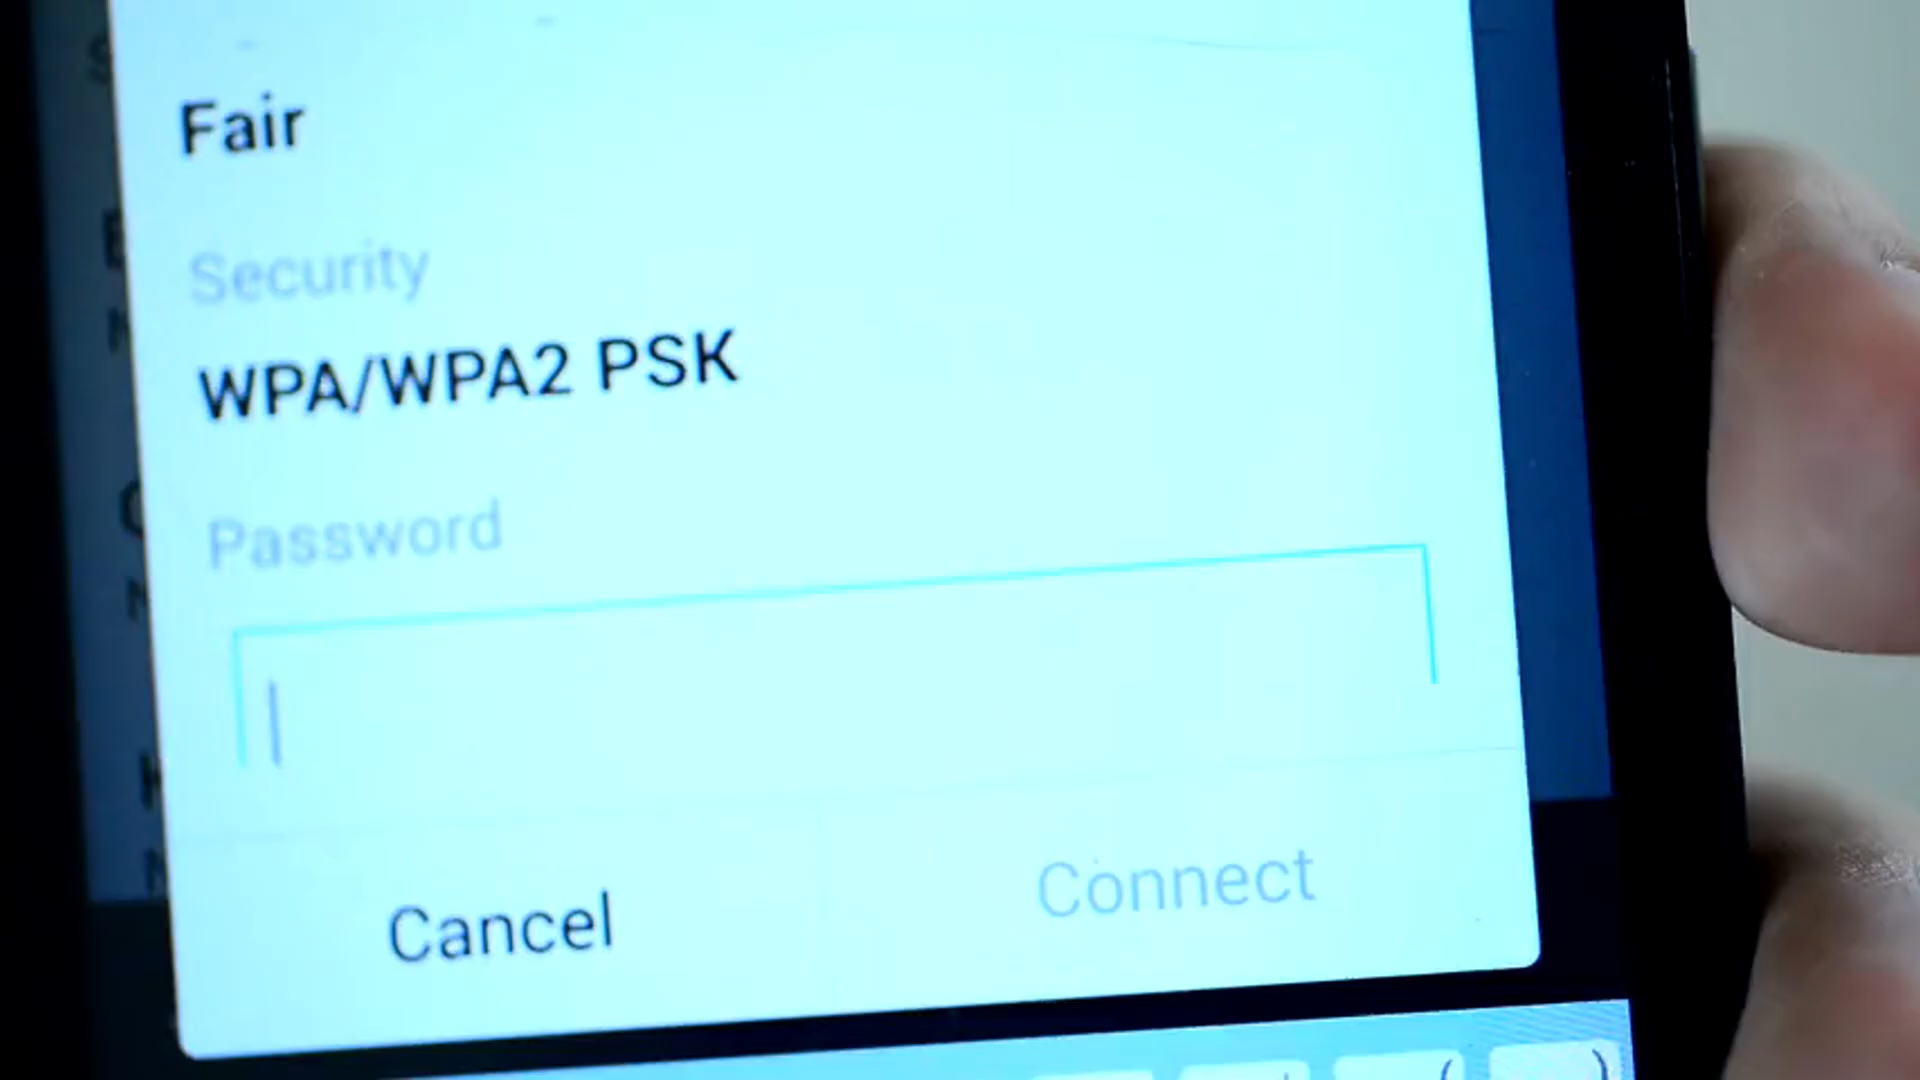 Fair
Security
WPA/WPA2 PSK
Password
Cancel
Connect
( )